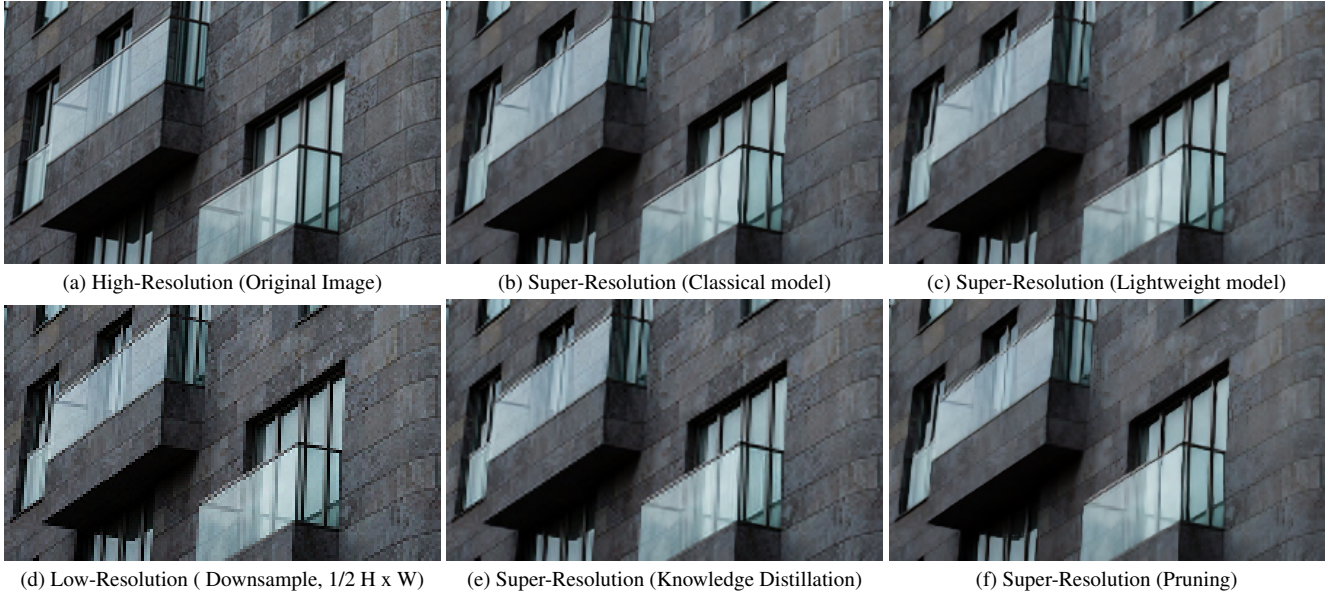 (a) High-Resolution (Original Image)
(b) Super-Resolution (Classical model)
(c) Super-Resolution (Lightweight model)
(d) Low-Resolution ( Downsample, 1/2 H x W)
(e) Super-Resolution (Knowledge Distillation)
(f) Super-Resolution (Pruning)